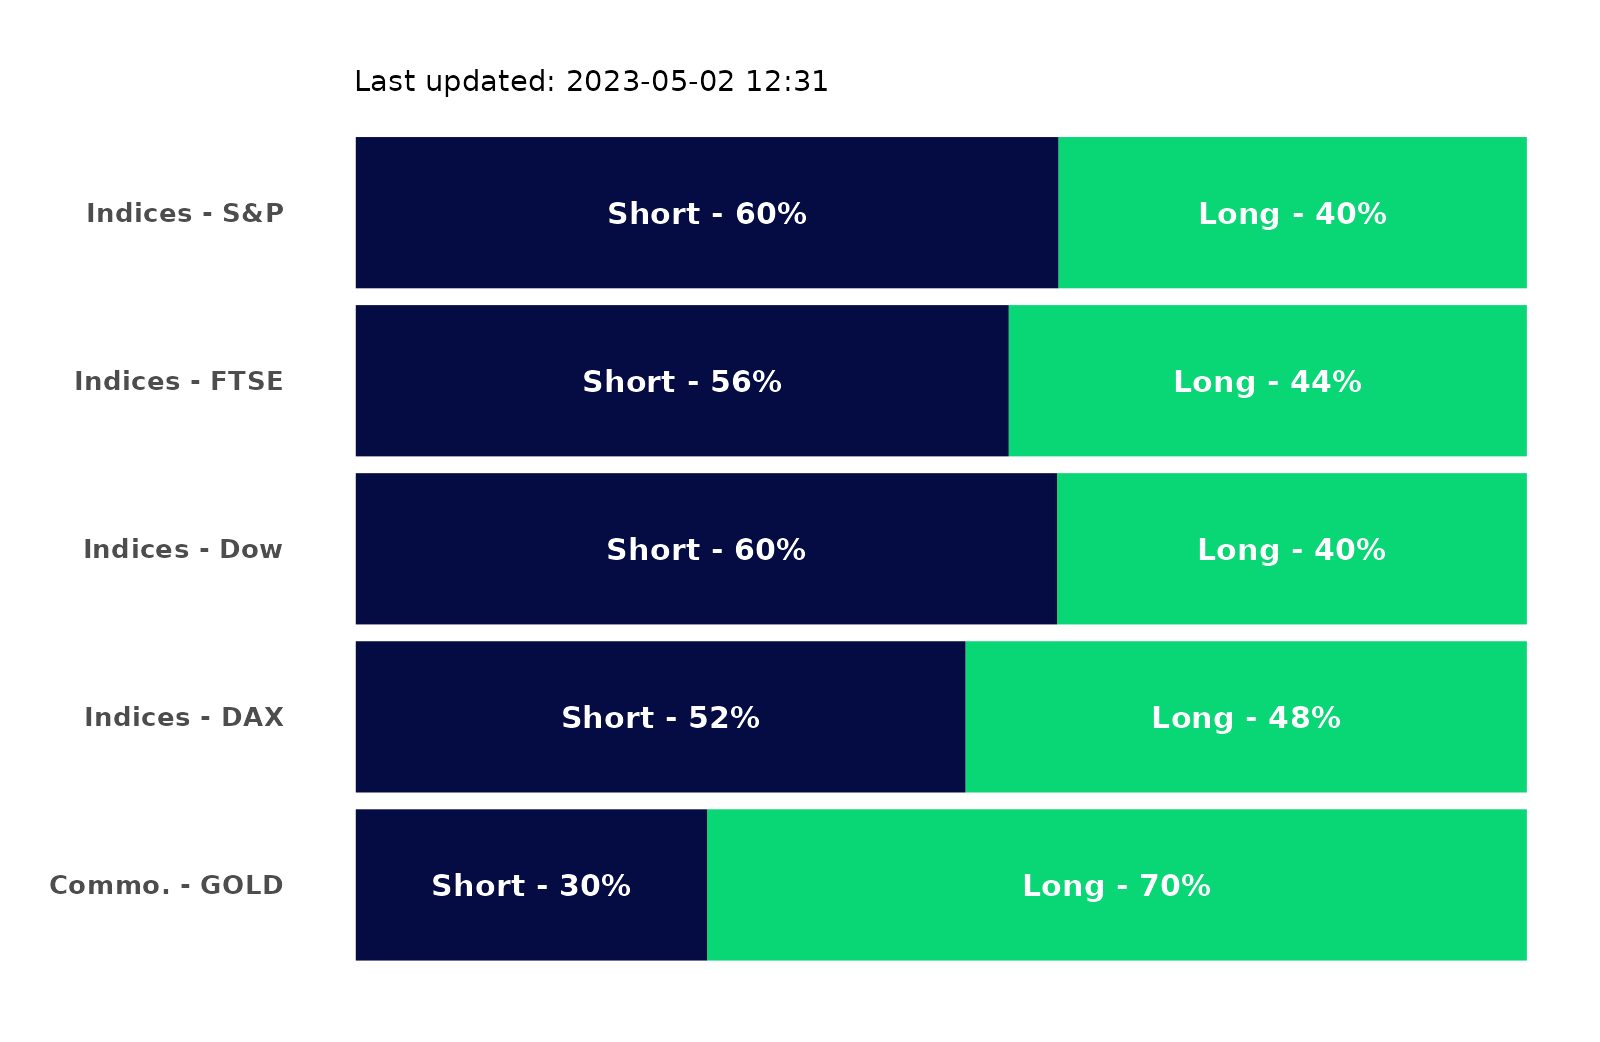 Last updated: 2023-05-02 12:31
Indices - S&P Short - 60% Long - 40%
Indices - FTSE Short - 56% Long - 44%
Indices - Dow Short - 60% Long - 40%
Indices - DAX Short - 52% Long - 48%
Commo. - GOLD Short - 30% Long - 70%